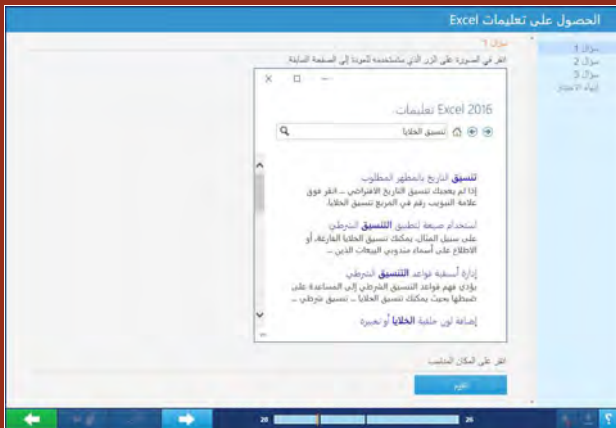 الحصول على تعليمات Excel
سؤال 1
سؤال 2
سؤال 3
إنهاء الاختبار
سؤال 1
انقر في الصورة على الزر الذي ستستخدمه للعودة إلى الصفحة السابقة.
تعليمات Excel 2016
تنسيق الخلايا
تنسيق التاريخ بالمظهر المطلوب
إذا لم يعجبك تنسيق التاريخ الافتراضي ... انقر فوق
علامة التبويب رقم في المربع تنسيق الخلايا.
استخدام صيغة لتطبيق التنسيق الشرطي
على سبيل المثال، يمكنك تنسيق الخلايا الفارغة، أو
الاطلاع على أسماء مندوبي المبيعات الذين ...
إدارة أسبقية قواعد التنسيق الشرطي
يؤدي فهم قواعد التنسيق الشرطي إلى المساعدة على
ضبطها بحيث يمكنك تنسيق الخلايا ... تنسيق شرطي ...
إضافة لون خلفية الخلايا أو تغييره
انقر على المكان المناسب
تقويم
26
26
؟